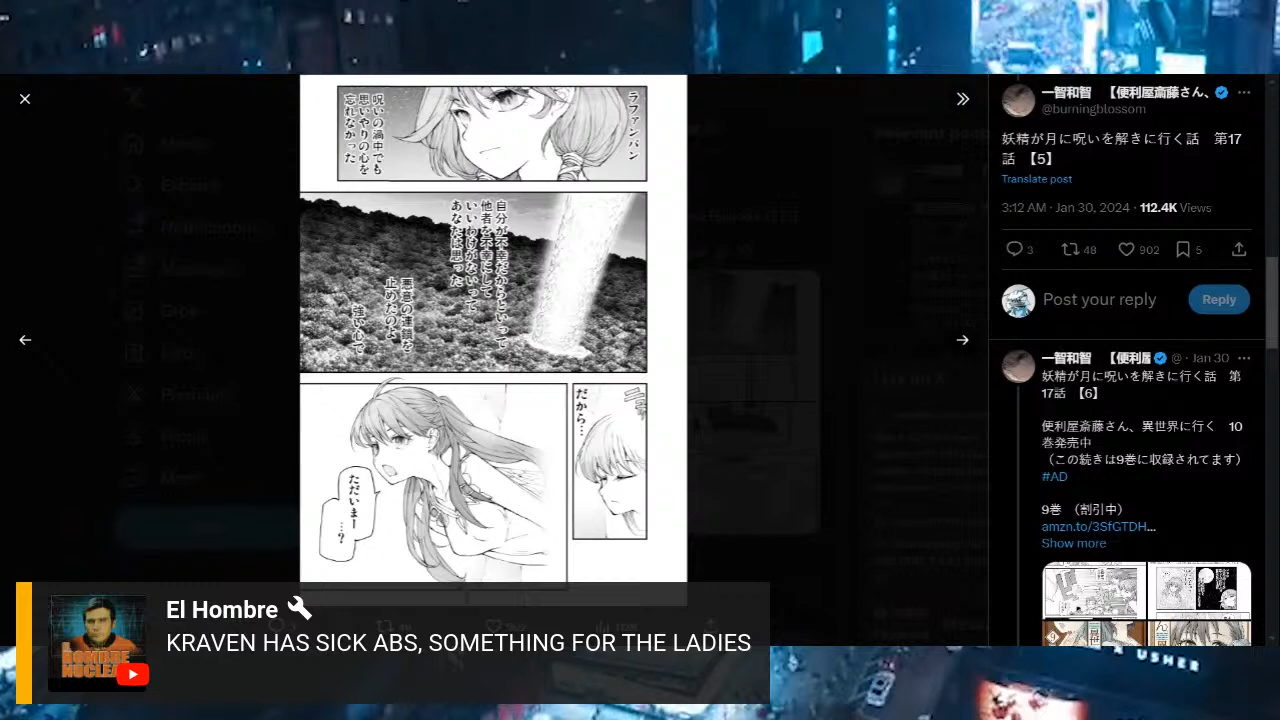 ラファンパン
呪いの渦中でも
思いやりの心を
忘れなかった
自分が不幸だからといって
他者を不幸にして
いいわけがないって
あなたは思った
悪意の連鎖を
止めたのよ
強い心で
だから…
ただいまー
…?
一智和智 【便利屋斎藤さん、
@burningblossom
妖精が月に呪いを解きに行く話 第17
話 【5】
Translate post
3:12 AM · Jan 30, 2024 · 112.4K Views
3 48 902 5
Post your reply
Reply
一智和智 【便利屋 @ · Jan 30
妖精が月に呪いを解きに行く話 第
17話 【6】
便利屋斎藤さん、異世界に行く 10
巻発売中
(この続きは9巻に収録されてます)
#AD
9巻 (割引中)
amzn.to/3SfGTDH...
Show more
USHER
El Hombre
KRAVEN HAS SICK ABS, SOMETHING FOR THE LADIES
EL
HOMBRE
NUCLEA